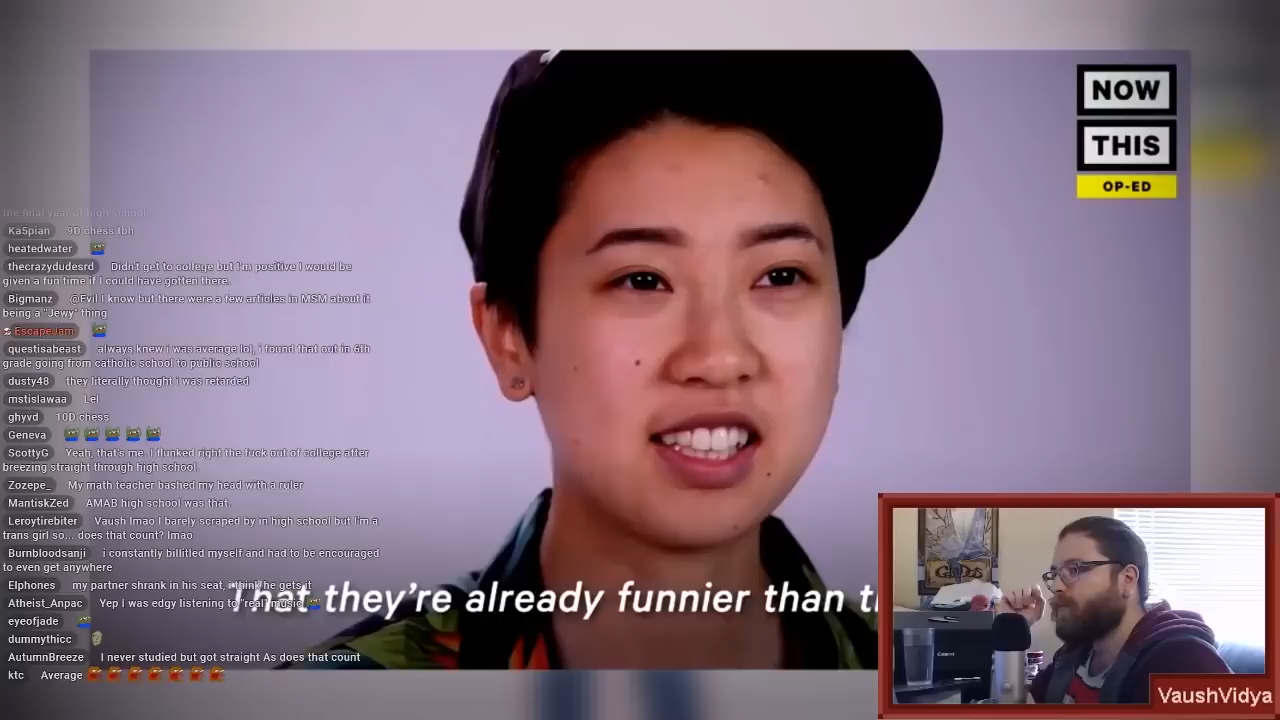 NOW
THIS
OP-ED
the final year of high school
Ka5pian 9D chess tbh
heatedwater
thecrazydudesrd Didn't get to college but I'm positive I would be
given a fun time if I could have gotten there.
Bigmanz @Evil I know but there were a few articles in MSM about it
being a "Jewy" thing
EscapeJam
questisabeast always knew i was average lol, i found that out in 6th
grade going from catholic school to public school
dusty48 they literally thought i was retarded
mstislawaa Lel
ghyvd 10D chess
Geneva
ScottyG Yeah, that's me. I flunked right the fuck out of college after
breezing straight through high school.
Zozepe_ My math teacher bashed my head with a ruler
MantiskZed AMAB high school was that.
Leroytirebiter Vaush lmao I barely scraped by in high school but I'm a
trans girl so... does that count? lmao
Burnbloodsanji i constantly billitled myself and had to be encouraged
to even get anywhere
Elphones my partner shrank in his seat. i think he
That they're already funnier than
Atheist_Anpac Yep I was edgy listening to "real" music
eyeofjade
dummythicc
AutumnBreeze I never studied but got straight As does that count
ktc Average
VaushVidya